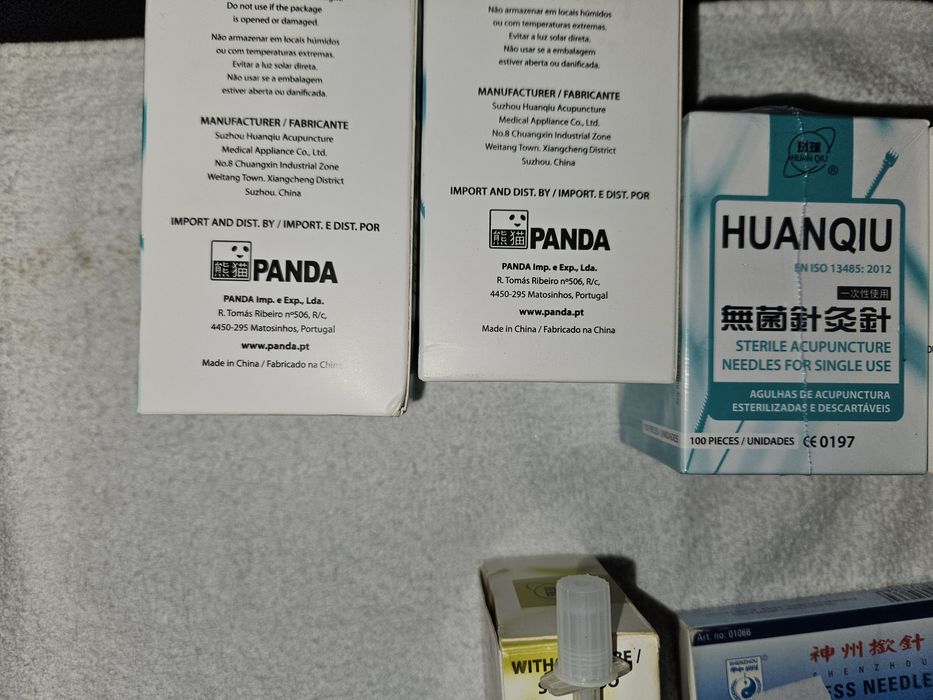 Do not use if the package
is opened or damaged.
Não armazenar em locais húmidos
ou com temperaturas extremas.
Evitar a luz solar direta.
Não usar se a embalagem
estiver aberta ou danificada.
MANUFACTURER / FABRICANTE
Suzhou Huanqiu Acupuncture
Medical Appliance Co., Ltd.
No.8 Chuangxin Industrial Zone
Weitang Town. Xiangcheng District
Suzhou. China
IMPORT AND DIST. BY / IMPORT. E DIST. POR
熊猫 PANDA
PANDA Imp. e Exp., Lda.
R. Tomás Ribeiro nº506, R/c,
4450-295 Matosinhos, Portugal
www.panda.pt
Made in China / Fabricado na China
Não armazenar em locais húmidos
ou com temperaturas extremas.
Evitar a luz solar direta.
Não usar se a embalagem
estiver aberta ou danificada.
MANUFACTURER / FABRICANTE
Suzhou Huanqiu Acupuncture
Medical Appliance Co., Ltd.
No.8 Chuangxin Industrial Zone
Weitang Town. Xiangcheng District
Suzhou. China
IMPORT AND DIST. BY / IMPORT. E DIST. POR
熊猫 PANDA
PANDA Imp. e Exp., Lda.
R. Tomás Ribeiro nº506, R/c,
4450-295 Matosinhos, Portugal
www.panda.pt
Made in China / Fabricado na China
环球
HUAN QIU
®
HUANQIU
EN ISO 13485: 2012
一次性使用
無菌針灸針
STERILE ACUPUNCTURE
NEEDLES FOR SINGLE USE
AGULHAS DE ACUPUNCTURA
ESTERILIZADAS E DESCARTÁVEIS
100 PIECES / UNIDADES CE 0197
Art. no: 01066
神州揿針
SHENZHOU
NEEDLE